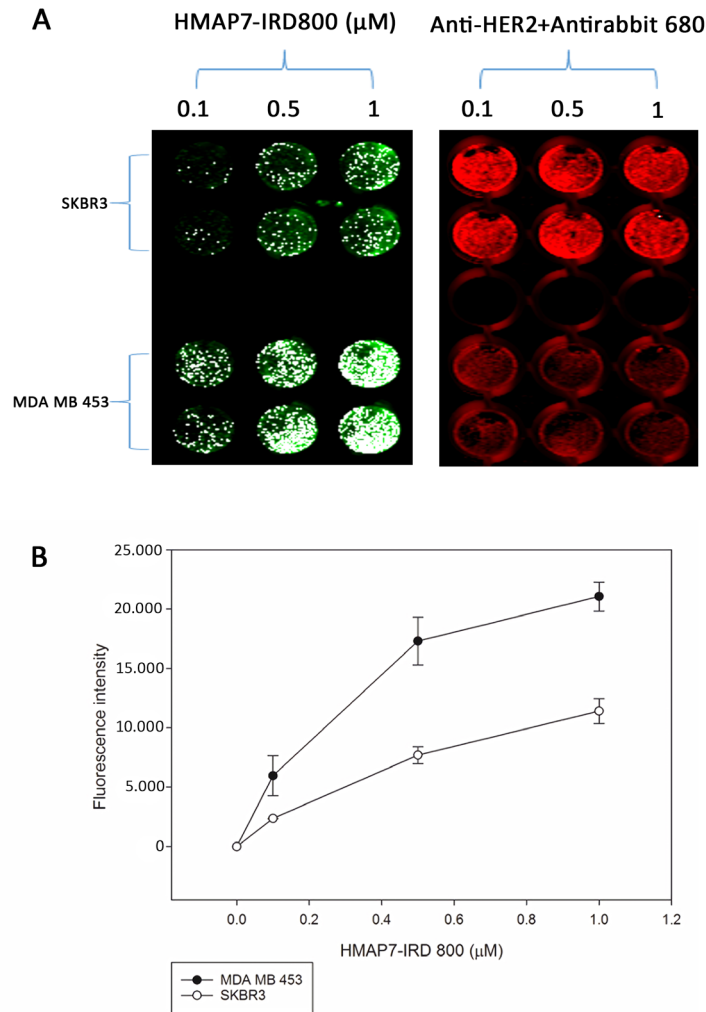 A
HMAP7-IRD800 (µM)
Anti-HER2+Antirabbit 680
0.1 0.5 1
0.1 0.5 1
SKBR3
MDA MB 453
B
25.000
20.000
15.000
10.000
5.000
0
Fluorescence intensity
0.0 0.2 0.4 0.6 0.8 1.0 1.2
HMAP7-IRD 800 (µM)
MDA MB 453
SKBR3